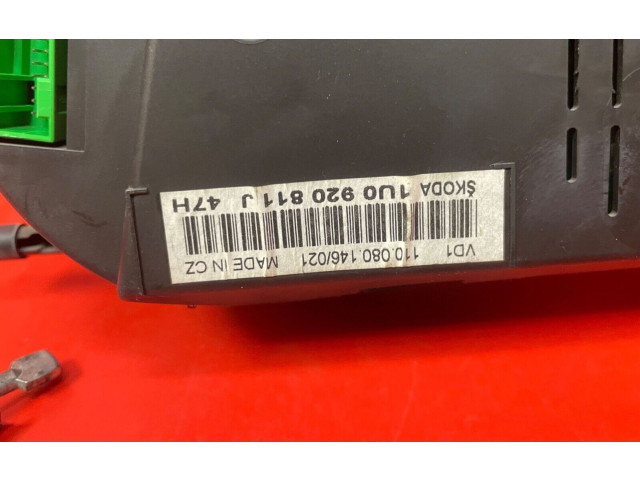 ŠKODA 1U0 920 811 J 47H
VD1 110.080.146/021 MADE IN CZ